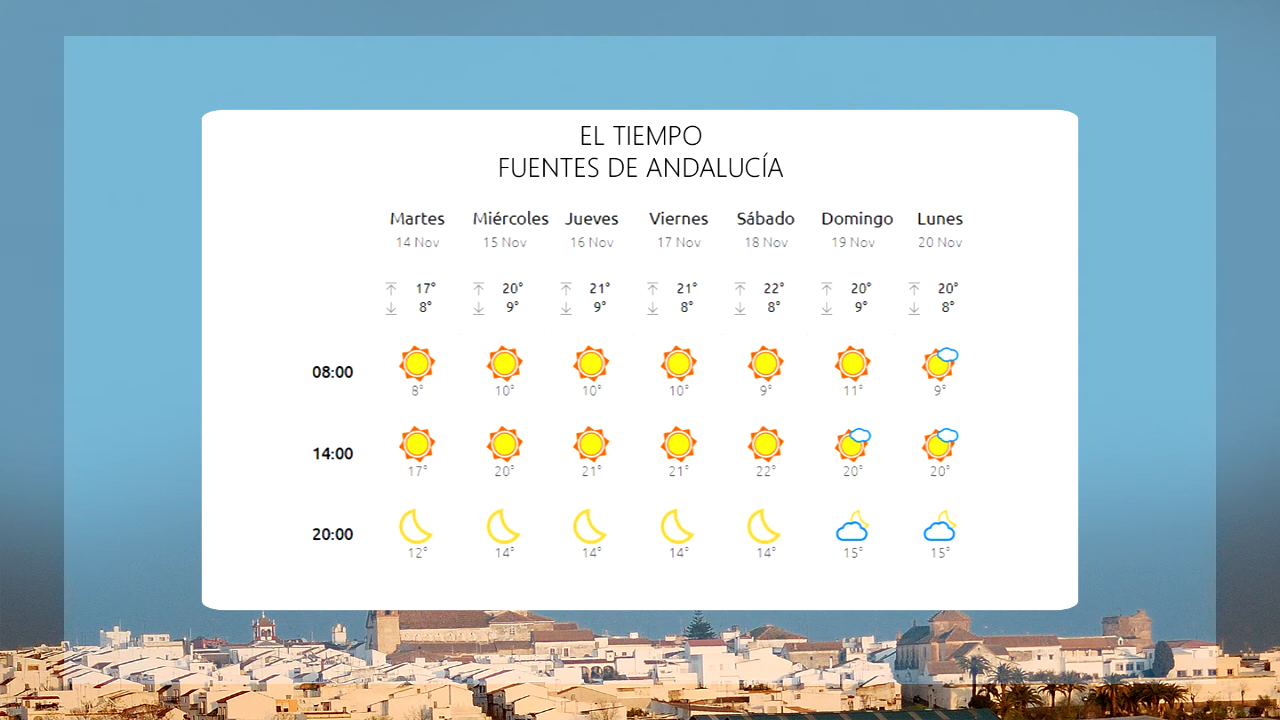 EL TIEMPO
FUENTES DE ANDALUCÍA
Martes Miércoles Jueves Viernes Sábado Domingo Lunes
14 Nov 15 Nov 16 Nov 17 Nov 18 Nov 19 Nov 20 Nov
17° 20° 21° 21° 22° 20° 20°
8° 9° 9° 8° 8° 9° 8°
08:00
8° 10° 10° 10° 9° 11° 9°
14:00
17° 20° 21° 21° 22° 20° 20°
20:00
12° 14° 14° 14° 14° 15° 15°